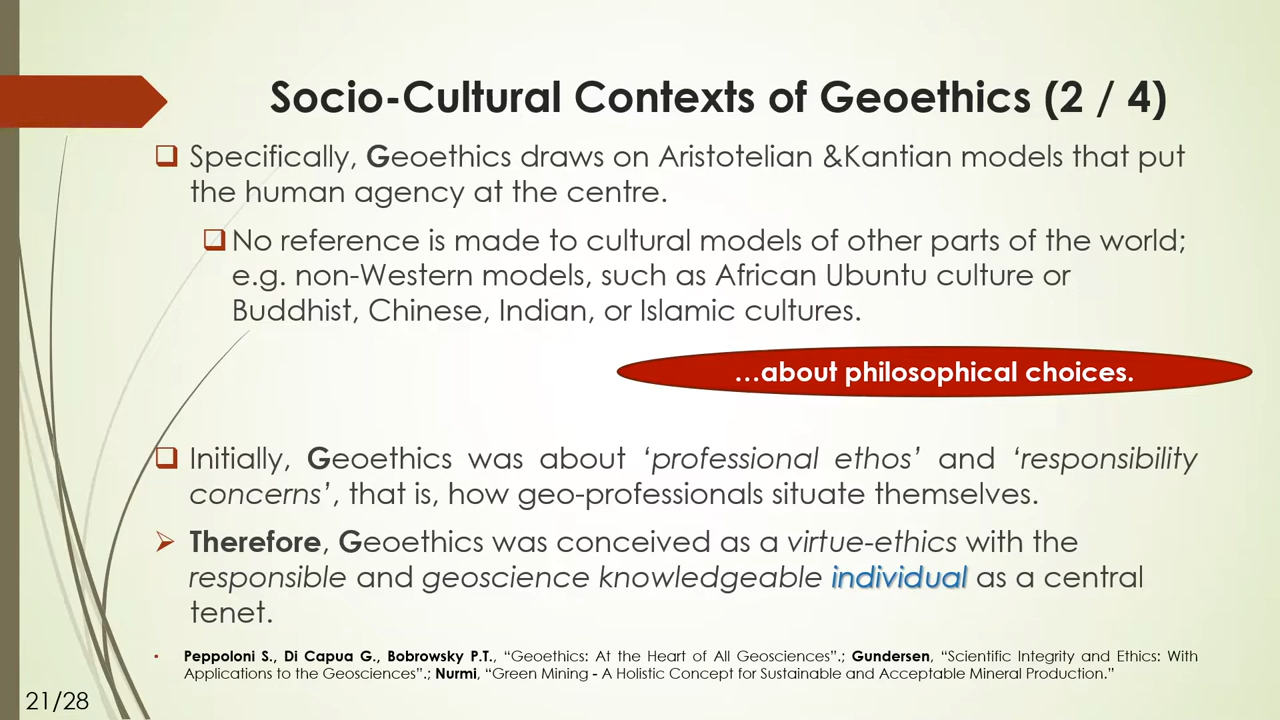 Socio-Cultural Contexts of Geoethics (2 / 4)
Specifically, Geoethics draws on Aristotelian &Kantian models that put
the human agency at the centre.
No reference is made to cultural models of other parts of the world;
e.g. non-Western models, such as African Ubuntu culture or
Buddhist, Chinese, Indian, or Islamic cultures.
...about philosophical choices.
Initially, Geoethics was about ‘professional ethos’ and ‘responsibility
concerns’, that is, how geo-professionals situate themselves.
Therefore, Geoethics was conceived as a virtue-ethics with the
responsible and geoscience knowledgeable individual as a central
tenet.
Peppoloni S., Di Capua G., Bobrowsky P.T., “Geoethics: At the Heart of All Geosciences”.; Gundersen, “Scientific Integrity and Ethics: With
Applications to the Geosciences”.; Nurmi, “Green Mining - A Holistic Concept for Sustainable and Acceptable Mineral Production.”
21/28